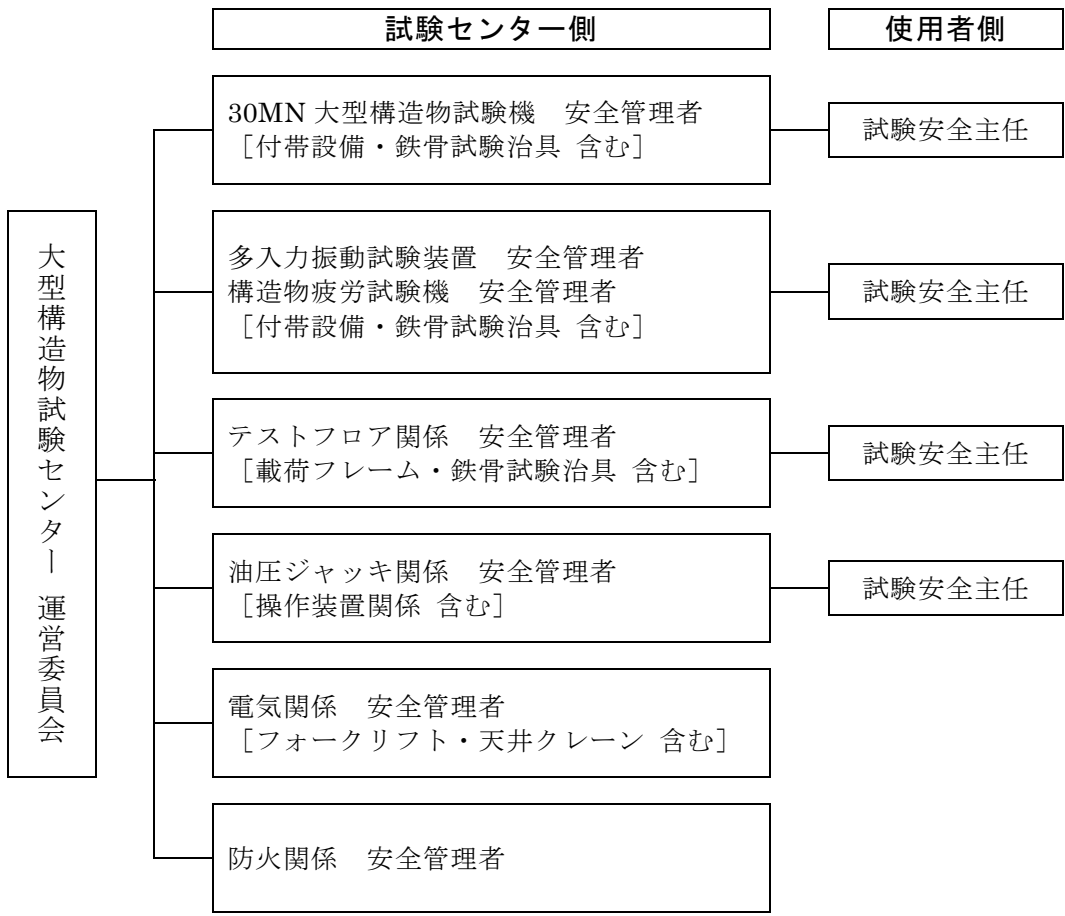 試験センター側
使用者側
大型構造物試験センター 運営委員会
30MN 大型構造物試験機　安全管理者
［付帯設備・鉄骨試験治具 含む］
試験安全主任
多入力振動試験装置　安全管理者
構造物疲労試験機　安全管理者
［付帯設備・鉄骨試験治具 含む］
試験安全主任
テストフロア関係　安全管理者
［載荷フレーム・鉄骨試験治具 含む］
試験安全主任
油圧ジャッキ関係　安全管理者
［操作装置関係 含む］
試験安全主任
電気関係　安全管理者
［フォークリフト・天井クレーン 含む］
防火関係　安全管理者